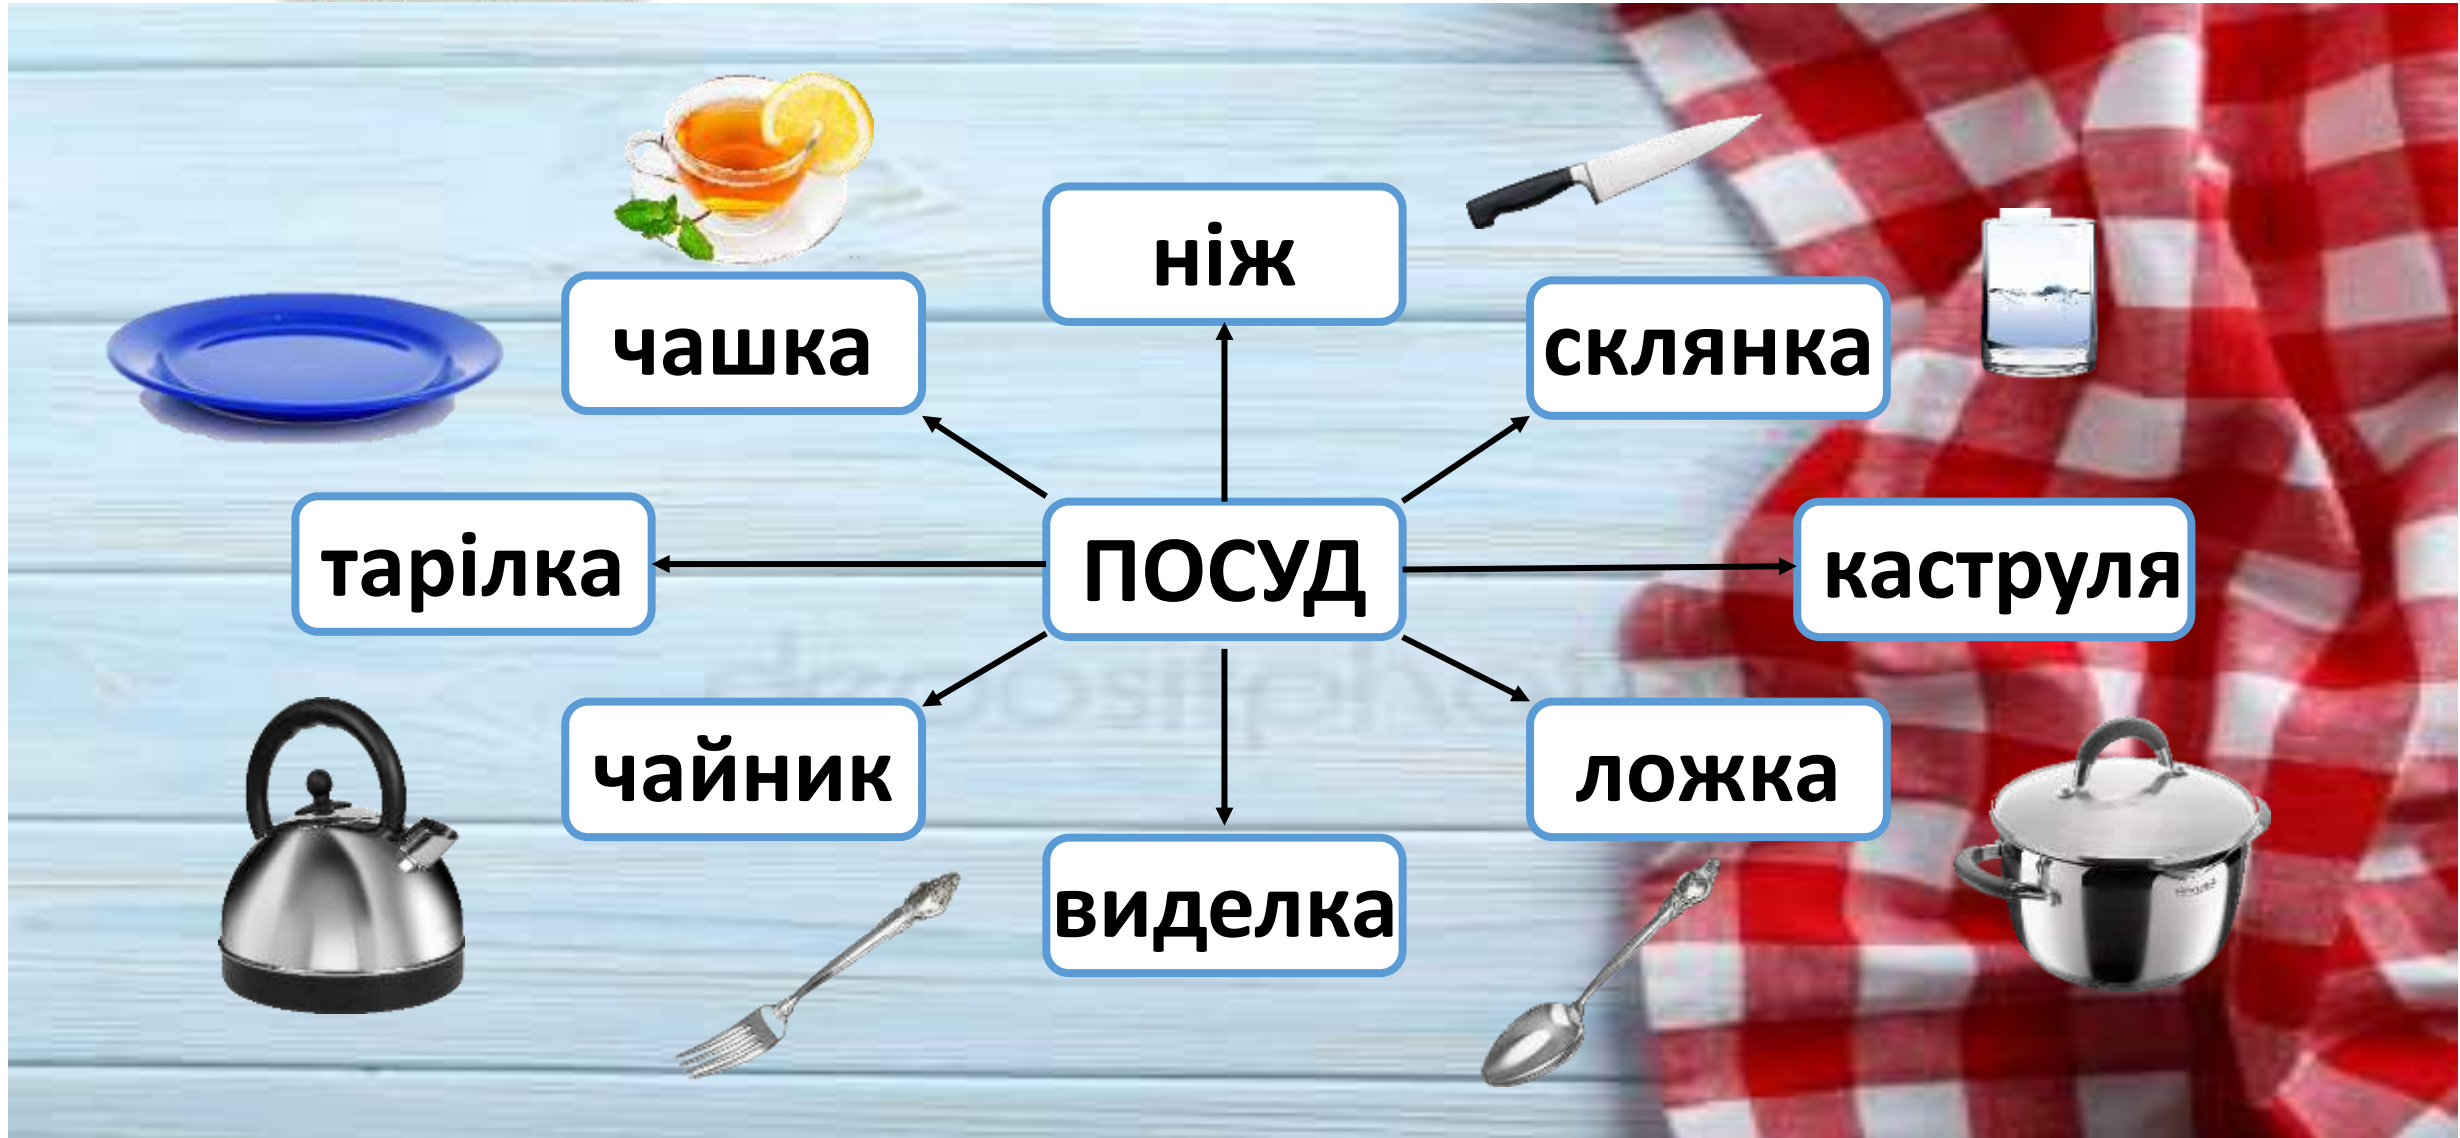 ніж
чашка
склянка
тарілка
ПОСУД
каструля
чайник
ложка
виделка